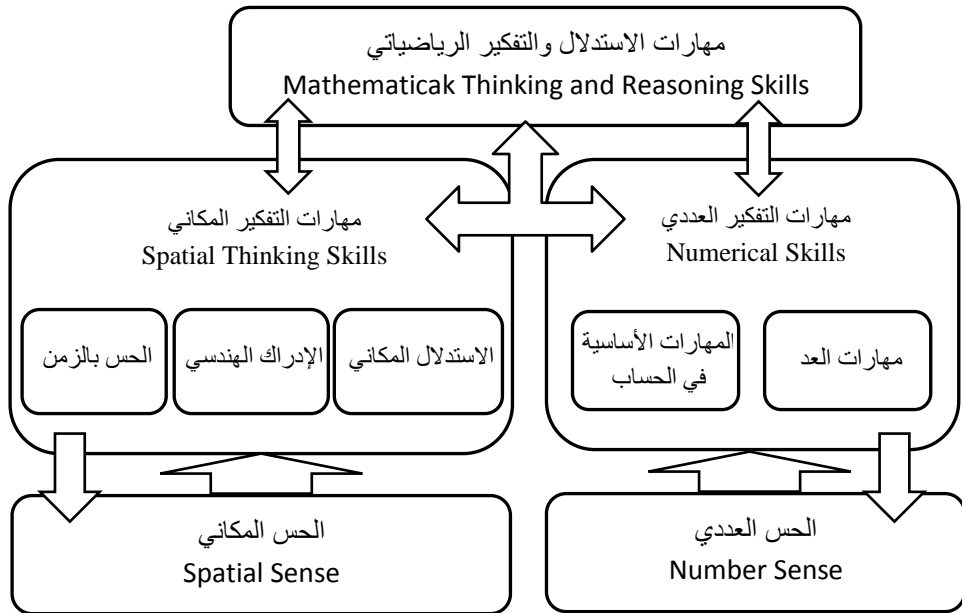 مهارات الاستدلال والتفكير الرياضياتي
Mathematicak Thinking and Reasoning Skills
مهارات التفكير العددي
Numerical Skills
مهارات التفكير المكاني
Spatial Thinking Skills
مهارات العد
المهارات الأساسية
في الحساب
الاستدلال المكاني
الإدراك الهندسي
الحس بالزمن
الحس العددي
Number Sense
الحس المكاني
Spatial Sense